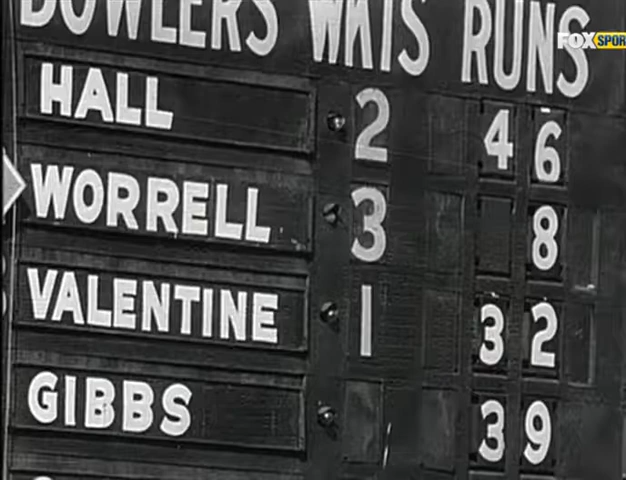 BOWLERS WKTS RUNS
FOX SPOR
HALL 2 46
WORRELL 3 8
VALENTINE 1 32
GIBBS 39